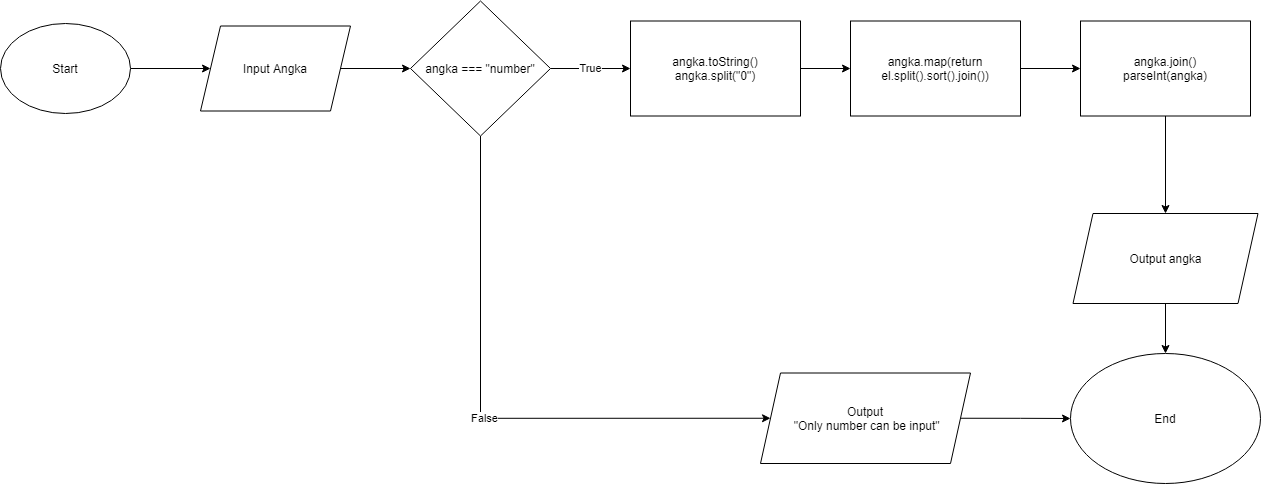 Start
Input Angka
angka === "number"
True
angka.toString()
angka.split("0")
angka.map(return
el.split().sort().join())
angka.join()
parseInt(angka)
Output angka
False
Output
"Only number can be input"
End